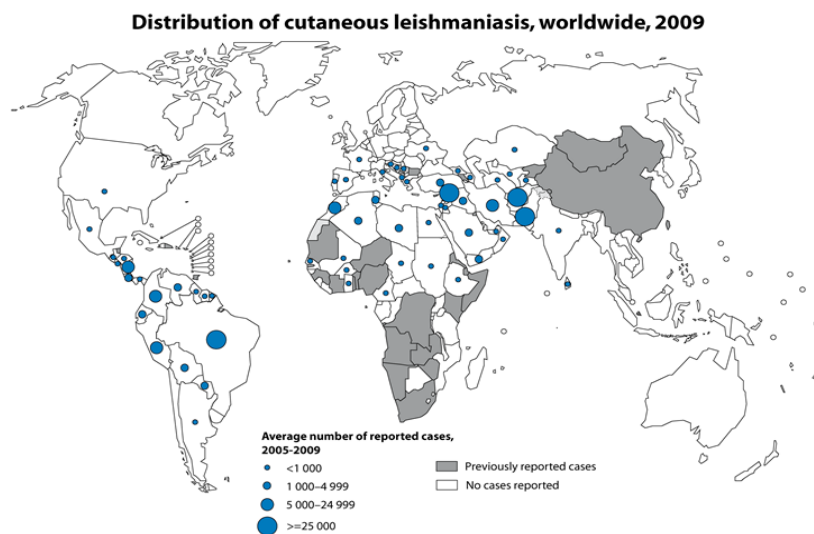 Distribution of cutaneous leishmaniasis, worldwide, 2009
Average number of reported cases,
2005-2009
<1 000
1 000–4 999
5 000–24 999
>=25 000
Previously reported cases
No cases reported